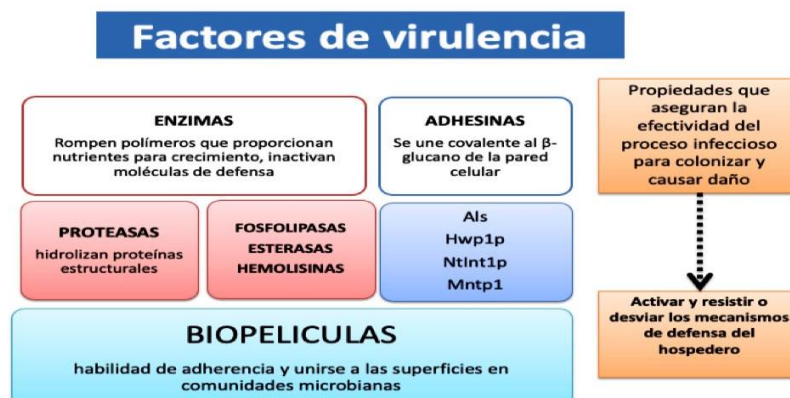 Factores de virulencia
ENZIMAS
Rompen polímeros que proporcionan
nutrientes para crecimiento, inactivan
moléculas de defensa
ADHESINAS
Se une covalente al β-
glucano de la pared
celular
PROTEASAS
hidrolizan proteínas
estructurales
FOSFOLIPASAS
ESTERASAS
HEMOLISINAS
Als
Hwp1p
NtInt1p
Mntp1
BIOPELICULAS
habilidad de adherencia y unirse a las superficies en
comunidades microbianas
Propiedades que
aseguran la
efectividad del
proceso infeccioso
para colonizar y
causar daño
Activar y resistir o
desviar los mecanismos
de defensa del
hospedero